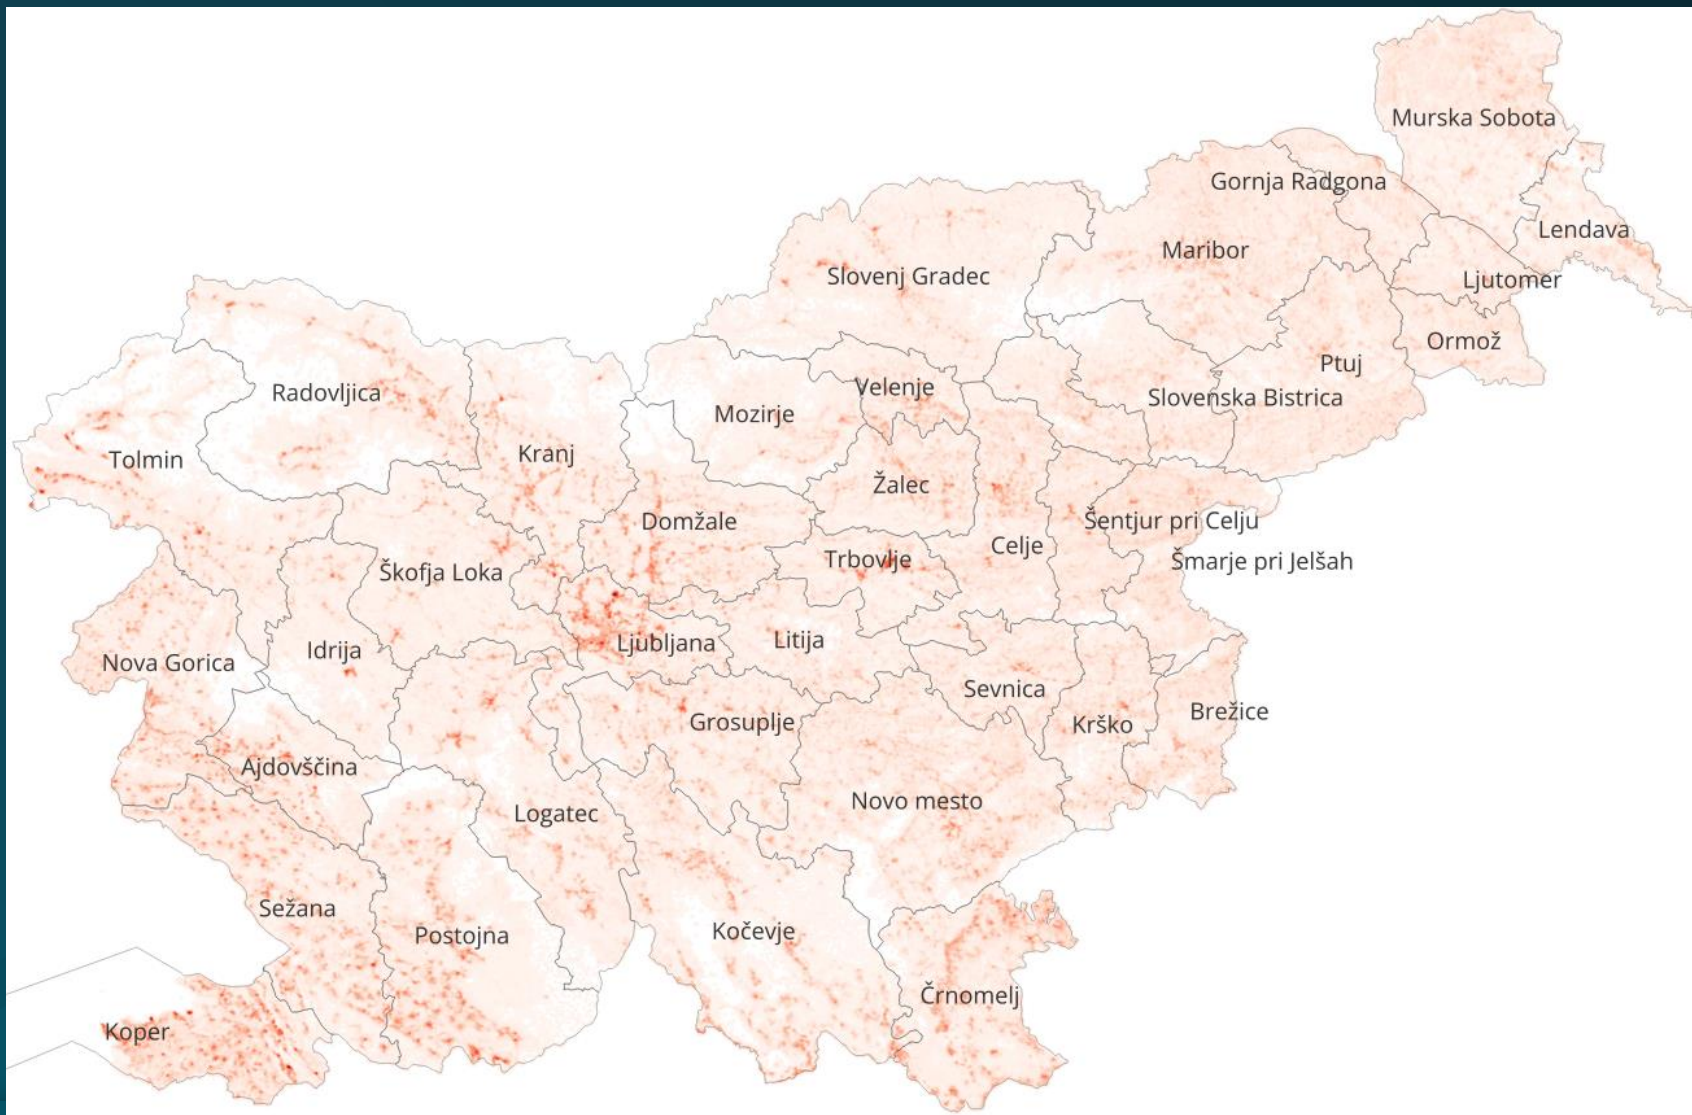 Murska Sobota
Gornja Radgona
Lendava
Maribor
Slovenj Gradec
Ljutomer
Ormož
Ptuj
Velenje
Radovljica
Slovenska Bistrica
Mozirje
Kranj
Tolmin
Žalec
Domžale
Šentjur pri Celju
Celje
Trbovlje
Šmarje pri Jelšah
Škofja Loka
Litija
Ljubljana
Idrija
Nova Gorica
Sevnica
Brežice
Grosuplje
Krško
Ajdovščina
Novo mesto
Logatec
Sežana
Kočevje
Postojna
Črnomelj
Koper